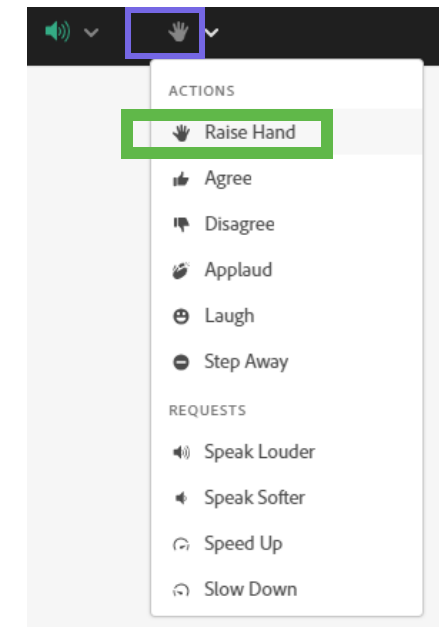 ACTIONS
Raise Hand
Agree
Disagree
Applaud
Laugh
Step Away
REQUESTS
Speak Louder
Speak Softer
Speed Up
Slow Down